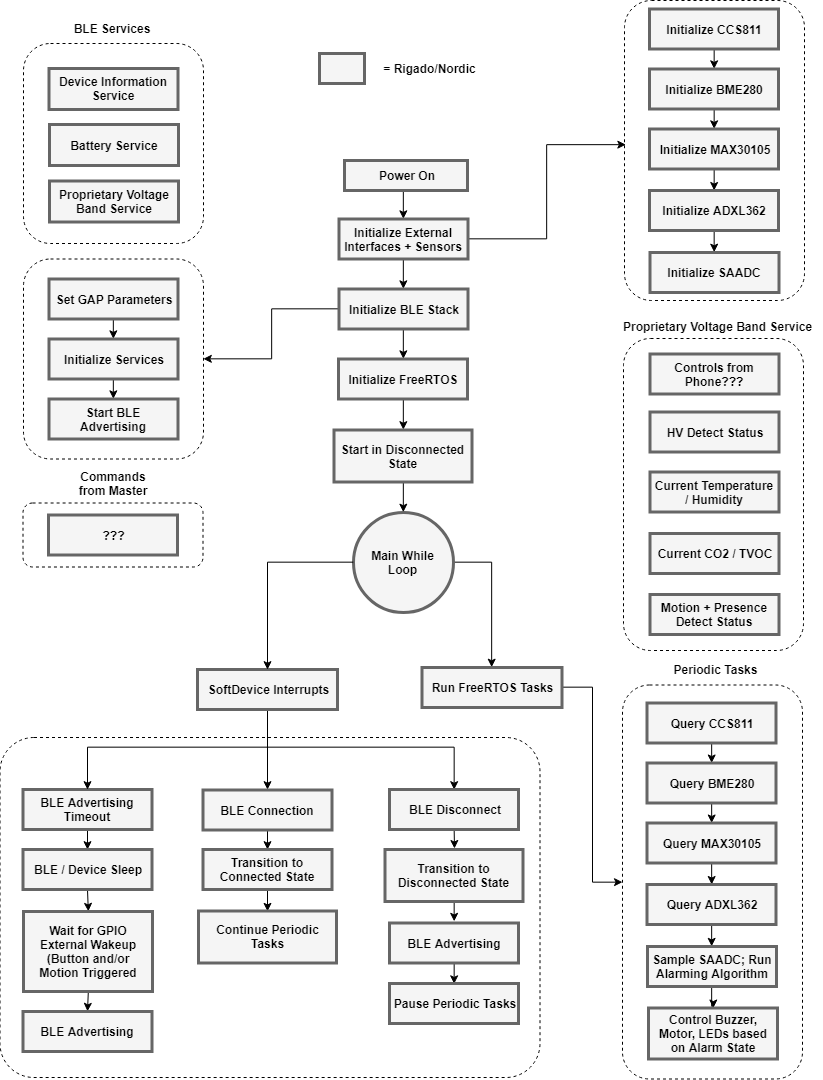 BLE Services
Device Information
Service
Battery Service
Proprietary Voltage
Band Service
= Rigado/Nordic
Initialize CCS811
Initialize BME280
Initialize MAX30105
Initialize ADXL362
Initialize SAADC
Power On
Initialize External
Interfaces + Sensors
Initialize BLE Stack
Initialize FreeRTOS
Start in Disconnected
State
Main While
Loop
Set GAP Parameters
Initialize Services
Start BLE
Advertising
Commands
from Master
???
Proprietary Voltage Band Service
Controls from
Phone???
HV Detect Status
Current Temperature
/ Humidity
Current CO2 / TVOC
Motion + Presence
Detect Status
SoftDevice Interrupts
Run FreeRTOS Tasks
BLE Advertising
Timeout
BLE / Device Sleep
Wait for GPIO
External Wakeup
(Button and/or
Motion Triggered
BLE Advertising
BLE Connection
Transition to
Connected State
Continue Periodic
Tasks
BLE Disconnect
Transition to
Disconnected State
BLE Advertising
Pause Periodic Tasks
Periodic Tasks
Query CCS811
Query BME280
Query MAX30105
Query ADXL362
Sample SAADC; Run
Alarming Algorithm
Control Buzzer,
Motor, LEDs based
on Alarm State